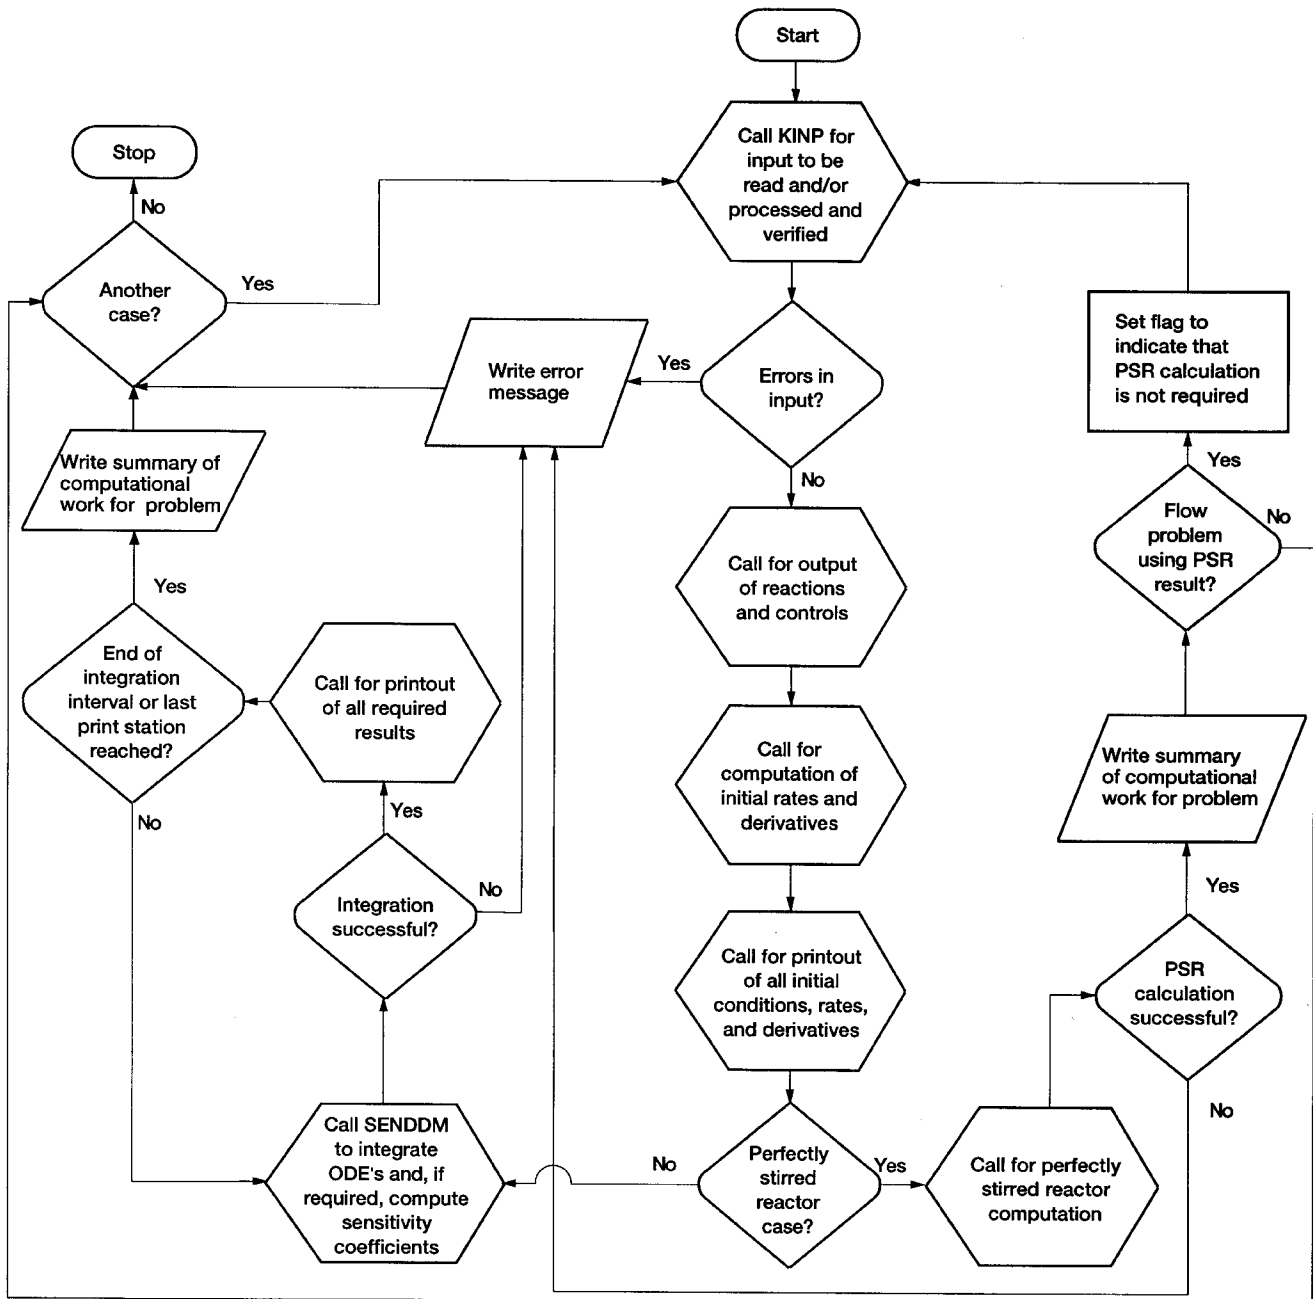 Start
Call KINP for
input to be
read and/or
processed and
verified
Stop
No
Another
case?
Yes
Write error
message
Yes
Errors in
input?
No
Set flag to
indicate that
PSR calculation
is not required
Yes
Flow
problem
using PSR
result?
No
Write summary of
computational
work for problem
Yes
Call for output
of reactions
and controls
End of
integration
interval or last
print station
reached?
No
Call for printout
of all required
results
Yes
Call for
computation of
initial rates and
derivatives
Write summary
of computational
work for problem
Yes
Integration
successful?
No
Call for printout
of all initial
conditions, rates,
and derivatives
PSR
calculation
successful?
No
Call SENDDM
to integrate
ODE's and, if
required, compute
sensitivity
coefficients
No
Perfectly
stirred
reactor
case?
Yes
Call for perfectly
stirred reactor
computation